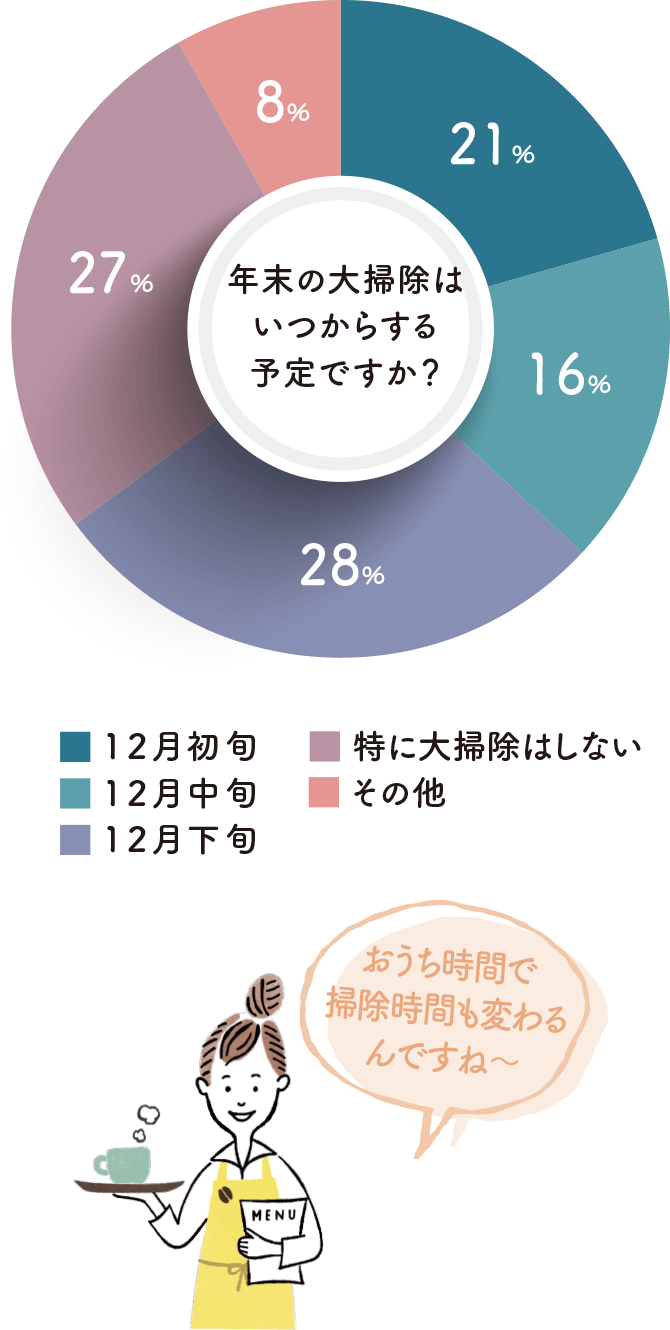 8%
21%
27%
年末の大掃除は
いつからする
予定ですか?
16%
28%
12月初旬
12月中旬
12月下旬
特に大掃除はしない
その他
おうち時間で
掃除時間も変わる
んですね～
MENU